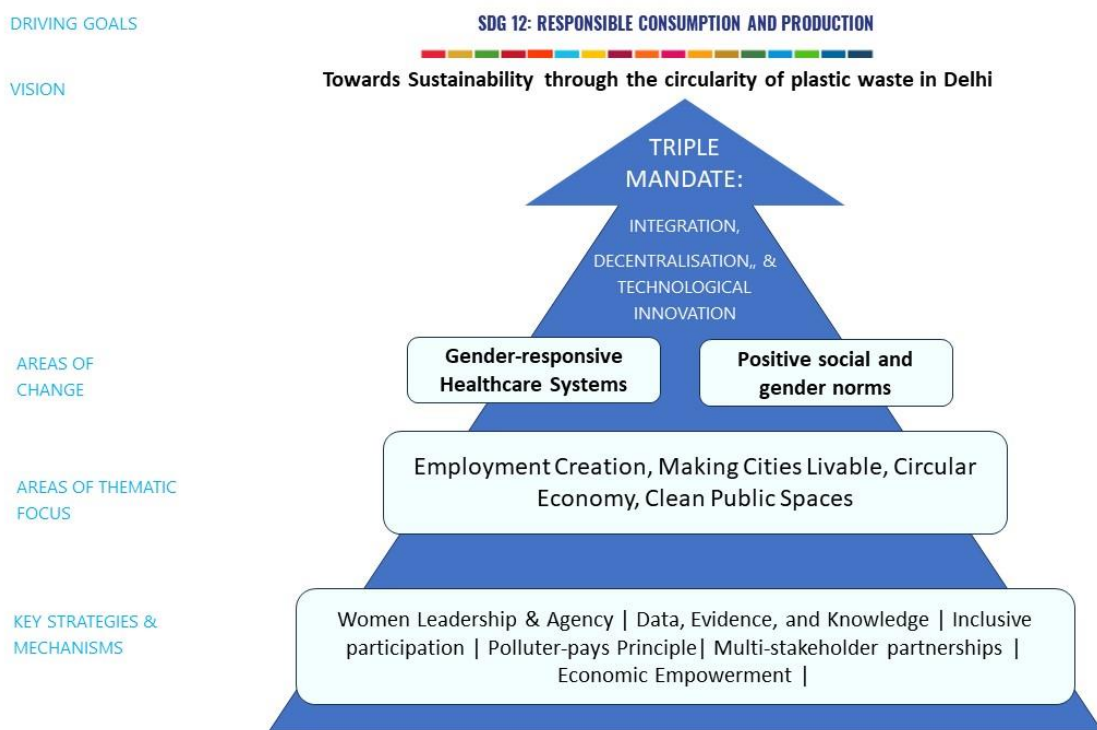 DRIVING GOALS
SDG 12: RESPONSIBLE CONSUMPTION AND PRODUCTION
VISION
Towards Sustainability through the circularity of plastic waste in Delhi
TRIPLE
MANDATE:
INTEGRATION,
DECENTRALISATION,, &
TECHNOLOGICAL
INNOVATION
AREAS OF
CHANGE
Gender-responsive
Healthcare Systems
Positive social and
gender norms
AREAS OF THEMATIC
FOCUS
Employment Creation, Making Cities Livable, Circular
Economy, Clean Public Spaces
KEY STRATEGIES &
MECHANISMS
Women Leadership & Agency | Data, Evidence, and Knowledge | Inclusive
participation | Polluter-pays Principle| Multi-stakeholder partnerships |
Economic Empowerment |